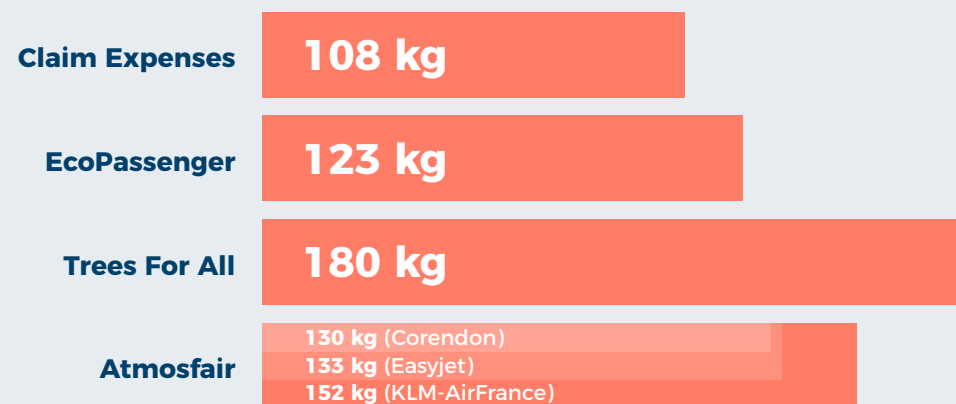 Claim Expenses 108 kg
EcoPassenger 123 kg
Trees For All 180 kg
130 kg (Corendon)
Atmosfair 133 kg (Easyjet)
152 kg (KLM-AirFrance)